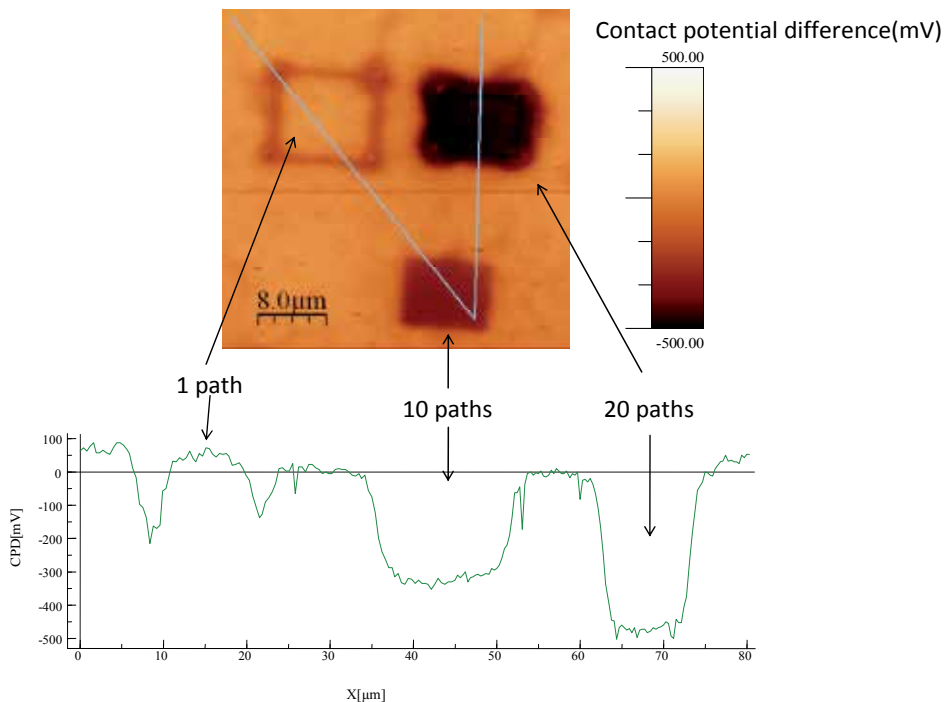 Contact potential difference(mV)
500.00
-500.00
8.0μm
1 path
10 paths
20 paths
100
0
-100
-200
-300
-400
-500
CPD[mV]
0
10
20
30
40
50
60
70
80
X[μm]